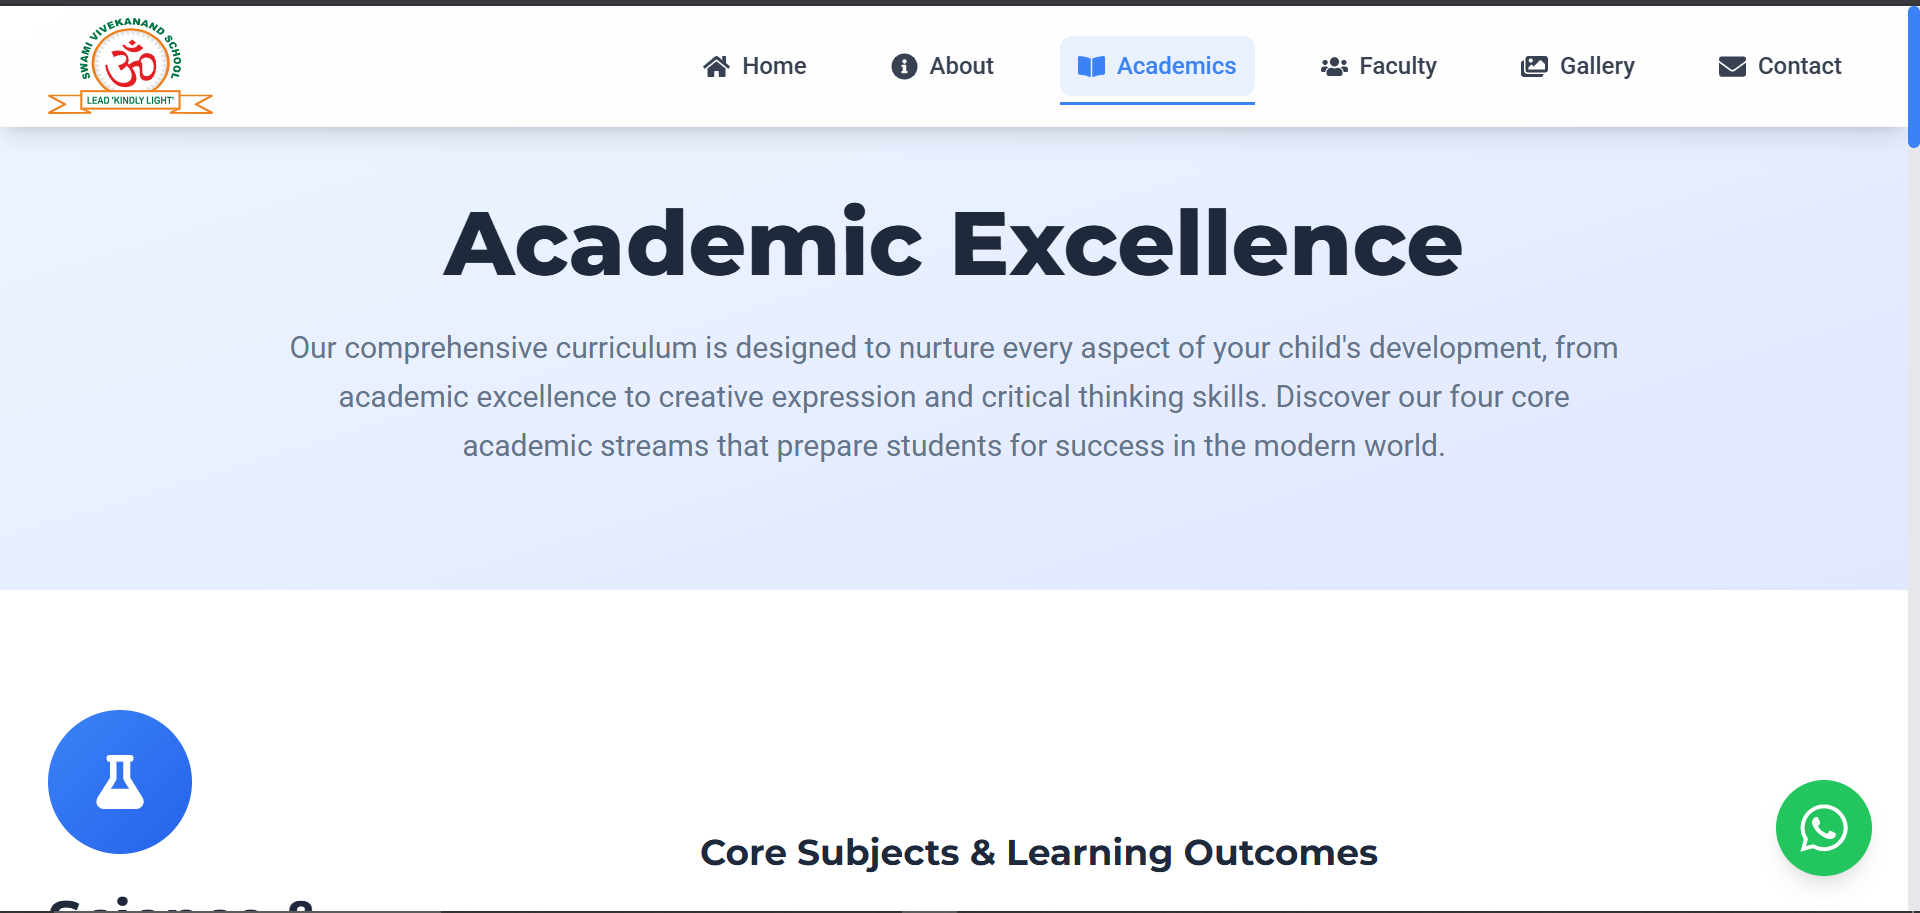 SWAMI VIVEKANAND SCHOOL
ॐ
LEAD 'KINDLY LIGHT'
Home
About
Academics
Faculty
Gallery
Contact
Academic Excellence
Our comprehensive curriculum is designed to nurture every aspect of your child's development, from
academic excellence to creative expression and critical thinking skills. Discover our four core
academic streams that prepare students for success in the modern world.
Core Subjects & Learning Outcomes
Science &